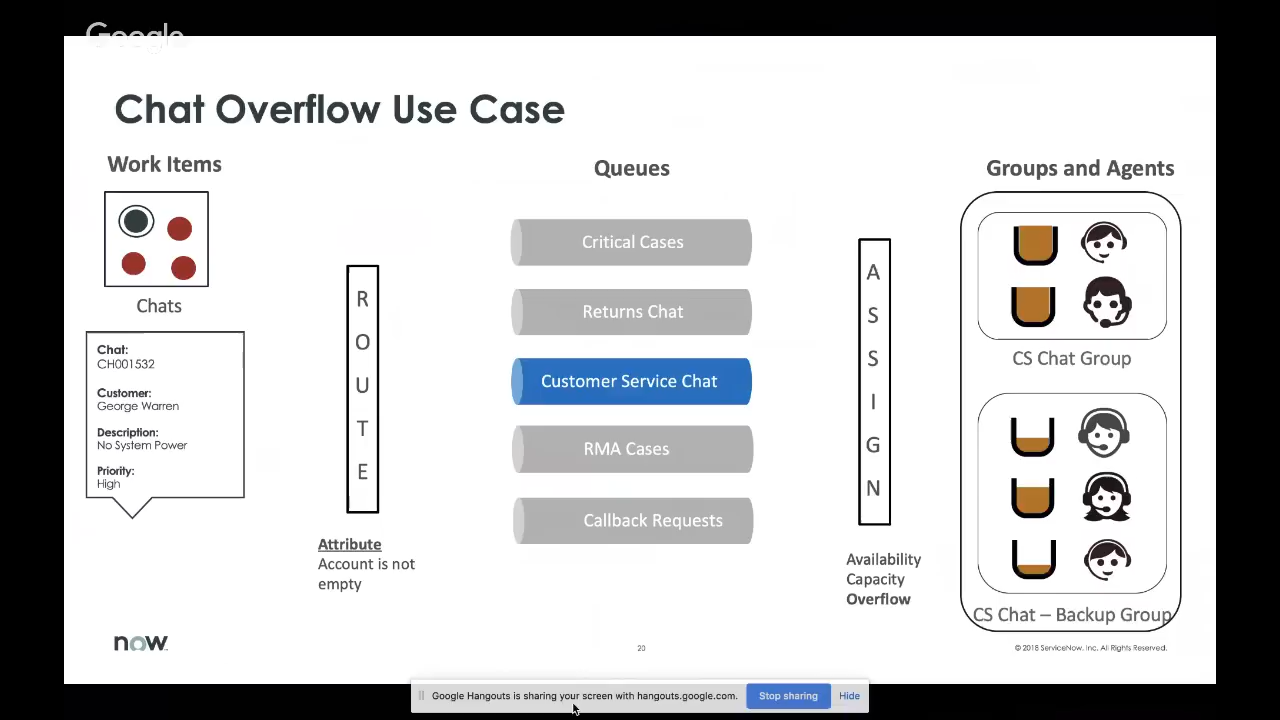 Google
Chat Overflow Use Case
Work Items
Chats
Chat:
CH001532
Customer:
George Warren
Description:
No System Power
Priority:
High
R
O
U
T
E
Attribute
Account is not
empty
Queues
Critical Cases
Returns Chat
Customer Service Chat
RMA Cases
Callback Requests
A
S
S
I
G
N
Availability
Capacity
Overflow
Groups and Agents
CS Chat Group
CS Chat – Backup Group
now
20
© 2018 ServiceNow, Inc. All Rights Reserved.
Google Hangouts is sharing your screen with hangouts.google.com.
Stop sharing
Hide